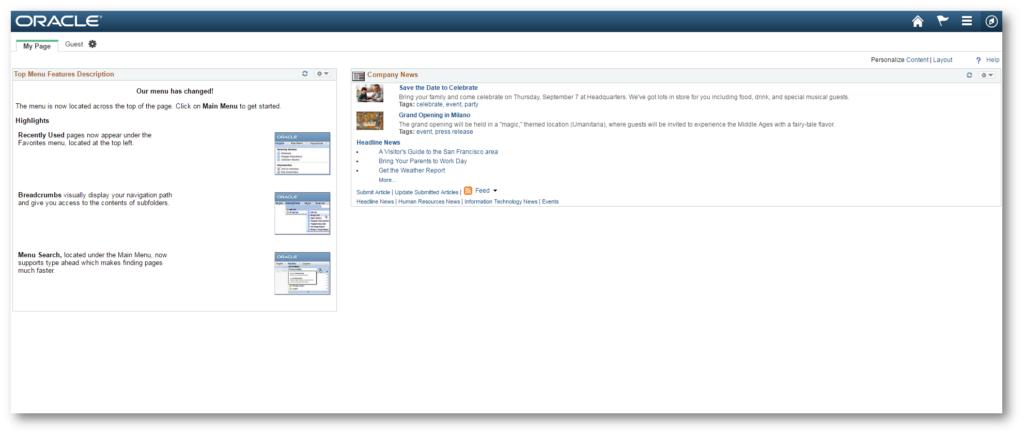 ORACLE
My Page
Guest
Personalize Content | Layout
? Help
Top Menu Features Description
Our menu has changed!
The menu is now located across the top of the page. Click on Main Menu to get started.
Highlights
Recently Used pages now appear under the
Favorites menu, located at the top left.
ORACLE
Breadcrumbs visually display your navigation path
and give you access to the contents of subfolders.
ORACLE
Menu Search, located under the Main Menu, now
supports type ahead which makes finding pages
much faster.
ORACLE
Company News
Save the Date to Celebrate
Bring your family and come celebrate on Thursday, September 7 at Headquarters. We've got lots in store for you including food, drink, and special musical guests.
Tags: celebrate, event, party
Grand Opening in Milano
The grand opening will be held in a "magic," themed location (Umanitaria), where guests will be invited to experience the Middle Ages with a fairy-tale flavor.
Tags: event, press release
Headline News
• A Visitor's Guide to the San Francisco area
• Bring Your Parents to Work Day
• Get the Weather Report
More...
Submit Article | Update Submitted Articles | Feed
Headline News | Human Resources News | Information Technology News | Events